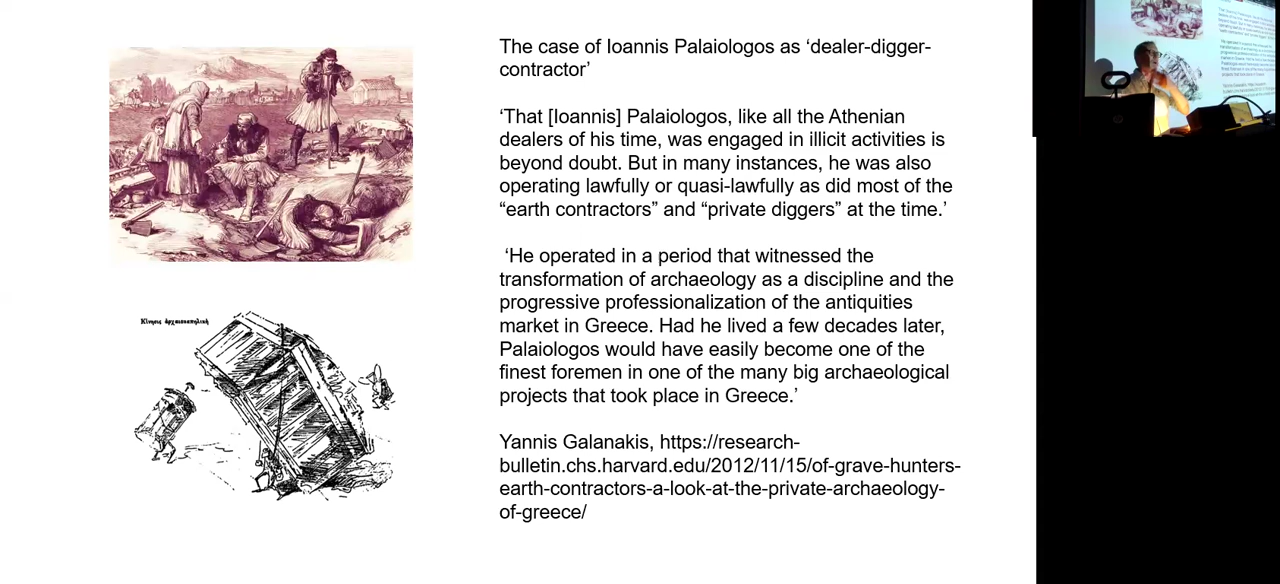 The case of Ioannis Palaiologos as ‘dealer-digger-
contractor’
‘That [Ioannis] Palaiologos, like all the Athenian
dealers of his time, was engaged in illicit activities is
beyond doubt. But in many instances, he was also
operating lawfully or quasi-lawfully as did most of the
“earth contractors” and “private diggers” at the time.’
‘He operated in a period that witnessed the
transformation of archaeology as a discipline and the
progressive professionalization of the antiquities
market in Greece. Had he lived a few decades later,
Palaiologos would have easily become one of the
finest foremen in one of the many big archaeological
projects that took place in Greece.’
Yannis Galanakis, https://research-
bulletin.chs.harvard.edu/2012/11/15/of-grave-hunters-
earth-contractors-a-look-at-the-private-archaeology-
of-greece/
Κίνησις ἀρχαιοκαπηλική